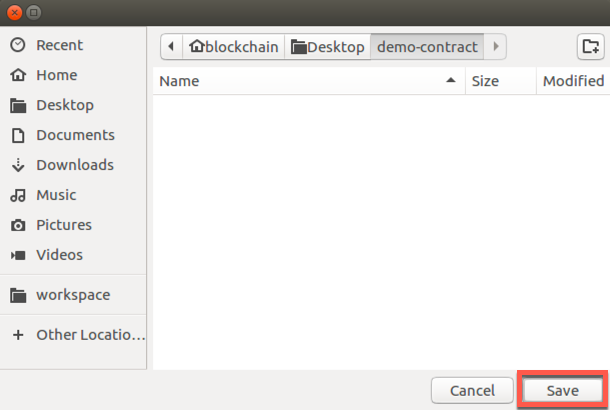 blockchain Desktop demo-contract
Recent
Home
Desktop
Documents
Downloads
Music
Pictures
Videos
workspace
Other Locatio...
Name Size Modified
Cancel Save